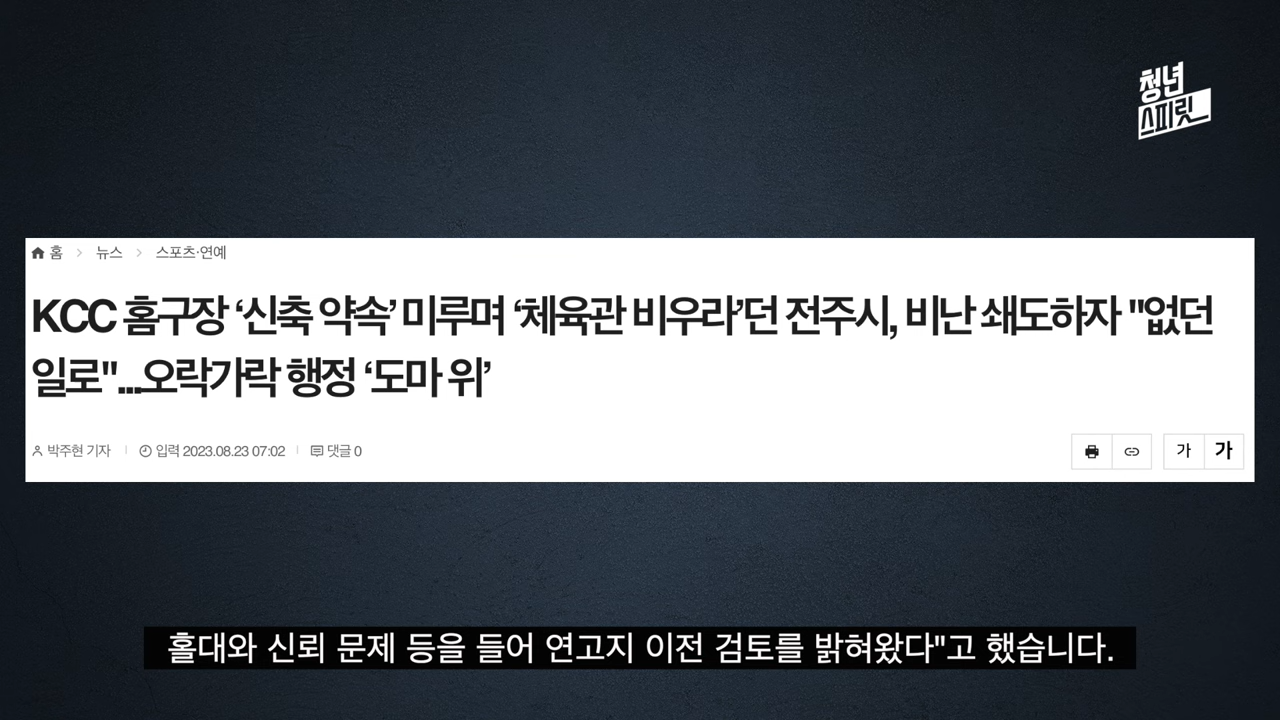 청년
스피릿
홈 > 뉴스 > 스포츠·연예
KCC 홈구장 ‘신축 약속’ 미루며 ‘체육관 비우라’던 전주시, 비난 쇄도하자 "없던
일로"...오락가락 행정 ‘도마 위’
박주현 기자 | 입력 2023.08.23 07:02 | 댓글 0
가 가
홀대와 신뢰 문제 등을 들어 연고지 이전 검토를 밝혀왔다"고 했습니다.